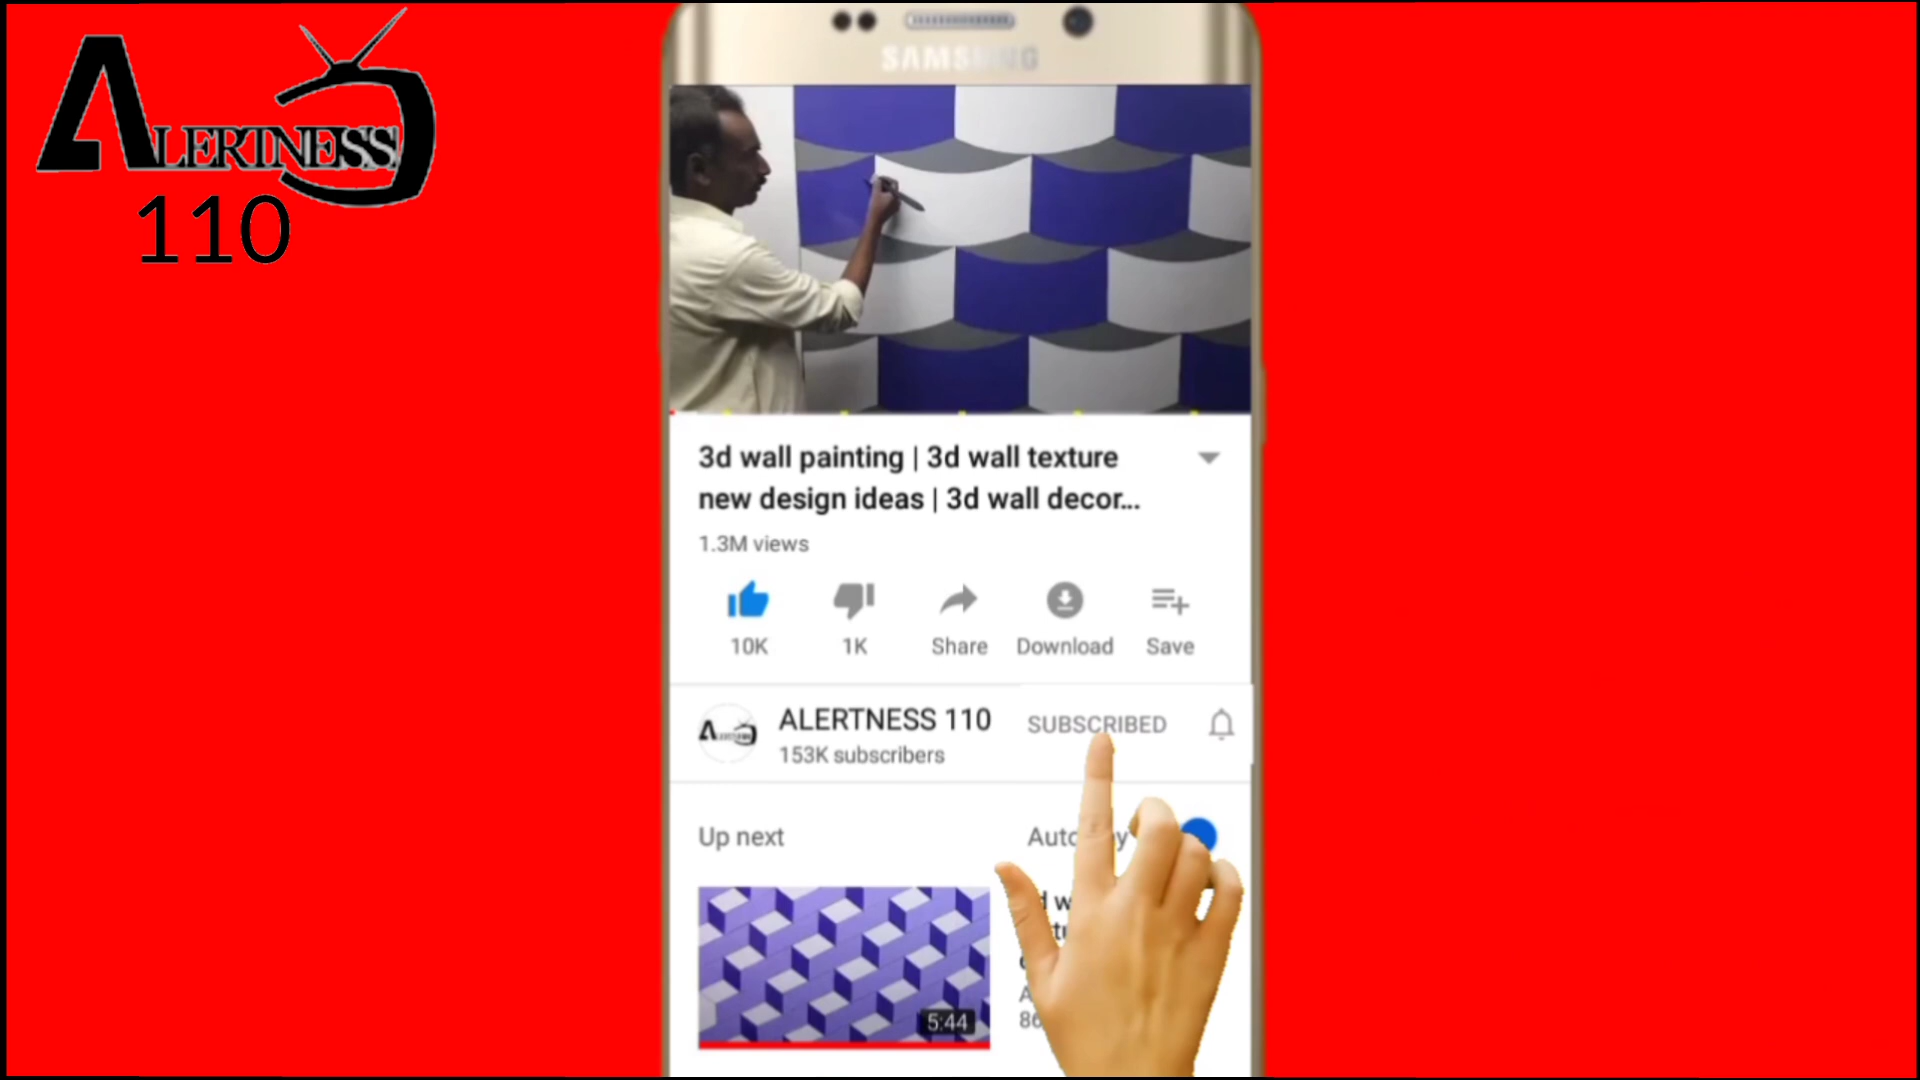 ALERTNESS
110
SAMSUNG
3d wall painting | 3d wall texture
new design ideas | 3d wall decor...
1.3M views
10K
1K
Share
Download
Save
ALERTNESS
ALERTNESS 110
153K subscribers
SUBSCRIBED
Up next
5:44